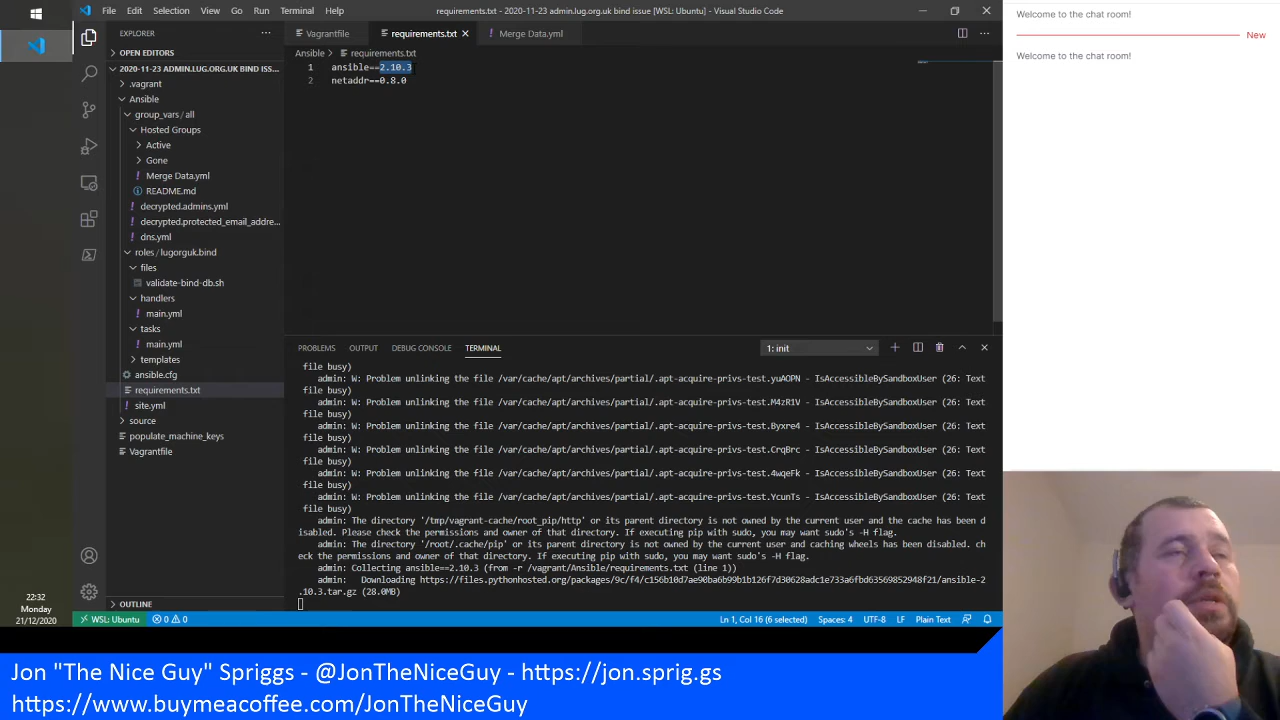 File Edit Selection View Go Run Terminal Help
requirements.txt - 2020-11-23 admin.lug.org.uk bind issue [WSL: Ubuntu] - Visual Studio Code
EXPLORER
OPEN EDITORS
2020-11-23 ADMIN.LUG.ORG.UK BIND ISS...
.vagrant
Ansible
group_vars / all
Hosted Groups
Active
Gone
Merge Data.yml
README.md
decrypted.admins.yml
decrypted.protected_email_addre...
dns.yml
roles / lugorguk.bind
files
validate-bind-db.sh
handlers
main.yml
tasks
main.yml
templates
ansible.cfg
requirements.txt
site.yml
source
populate_machine_keys
Vagrantfile
OUTLINE
Vagrantfile requirements.txt Merge Data.yml
Ansible > requirements.txt
1 ansible==2.10.3
2 netaddr==0.8.0
PROBLEMS OUTPUT DEBUG CONSOLE TERMINAL 1: init
file busy)
admin: W: Problem unlinking the file /var/cache/apt/archives/partial/.apt-acquire-privs-test.yuAOPN - IsAccessibleBySandboxUser (26: Text
file busy)
admin: W: Problem unlinking the file /var/cache/apt/archives/partial/.apt-acquire-privs-test.M4zR1V - IsAccessibleBySandboxUser (26: Text
file busy)
admin: W: Problem unlinking the file /var/cache/apt/archives/partial/.apt-acquire-privs-test.Byxre4 - IsAccessibleBySandboxUser (26: Text
file busy)
admin: W: Problem unlinking the file /var/cache/apt/archives/partial/.apt-acquire-privs-test.CrqBrc - IsAccessibleBySandboxUser (26: Text
file busy)
admin: W: Problem unlinking the file /var/cache/apt/archives/partial/.apt-acquire-privs-test.4wqeFk - IsAccessibleBySandboxUser (26: Text
file busy)
admin: W: Problem unlinking the file /var/cache/apt/archives/partial/.apt-acquire-privs-test.YcunTs - IsAccessibleBySandboxUser (26: Text
file busy)
admin: The directory '/tmp/vagrant-cache/root_pip/http' or its parent directory is not owned by the current user and the cache has been d
isabled. Please check the permissions and owner of that directory. If executing pip with sudo, you may want sudo's -H flag.
admin: The directory '/root/.cache/pip' or its parent directory is not owned by the current user and caching wheels has been disabled. ch
eck the permissions and owner of that directory. If executing pip with sudo, you may want sudo's -H flag.
admin: Collecting ansible==2.10.3 (from -r /vagrant/Ansible/requirements.txt (line 1))
admin: Downloading https://files.pythonhosted.org/packages/9c/f4/c156b10d7ae90ba6b99b1b126f7d30628adc1e733a6fbd63569852948f21/ansible-2
.10.3.tar.gz (28.0MB)
22:32
Monday
21/12/2020
WSL: Ubuntu 0 0 Ln 1, Col 16 (6 selected) Spaces: 4 UTF-8 LF Plain Text
Welcome to the chat room!
New
Welcome to the chat room!
Jon "The Nice Guy" Spriggs - @JonTheNiceGuy - https://jon.sprig.gs
https://www.buymeacoffee.com/JonTheNiceGuy